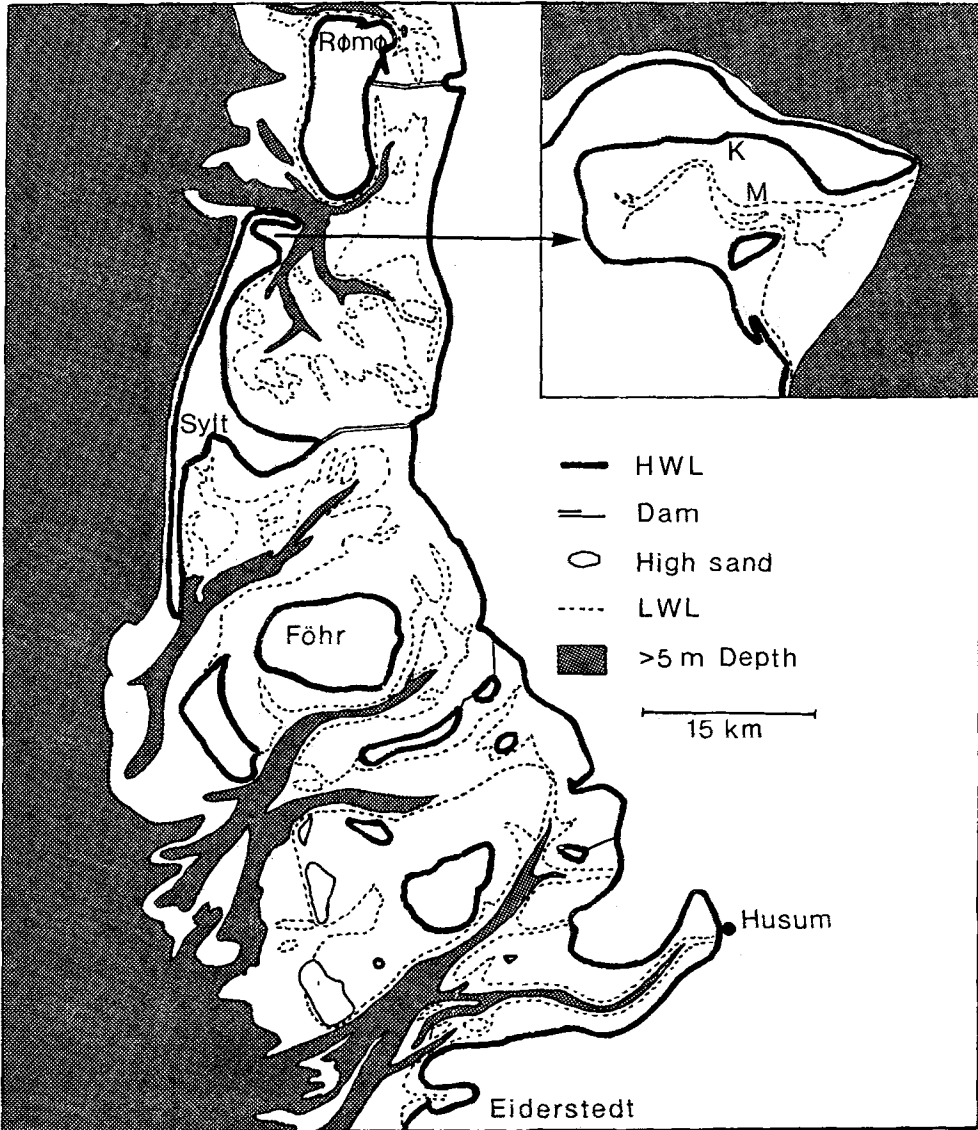 Rømø
K
M
Sylt
HWL
Dam
High sand
LWL
>5 m Depth
15 km
Föhr
Husum
Eiderstedt